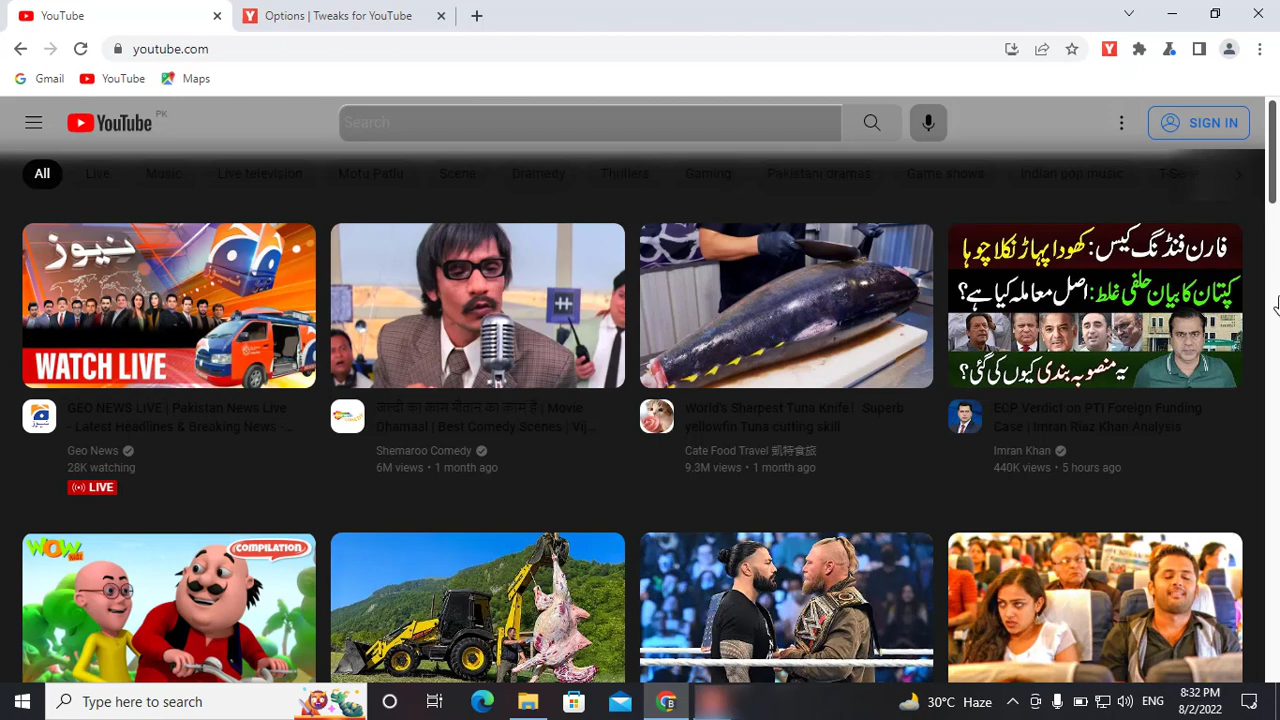 YouTube
Options | Tweaks for YouTube
youtube.com
Gmail
YouTube
Maps
YouTube PK
Search
SIGN IN
All
Live
Music
Live television
Motu Patlu
Scene
Dramedy
Thrillers
Gaming
Pakistani dramas
Game shows
Indian pop music
نیوز
WATCH LIVE
فارن فنڈنگ کیس: کھودا پہاڑ نکلا چوہا
کپتان کا بیان حلفی غلط: اصل معاملہ کیا ہے؟
یہ منصوبہ بندی کیوں کی گئی؟
GEO NEWS LIVE | Pakistan News Live
- Latest Headlines & Breaking News -...
Geo News
28K watching
LIVE
जल्दी का काम शैतान का काम हैं | Movie
Dhamaal | Best Comedy Scenes | Vij...
Shemaroo Comedy
6M views • 1 month ago
World's Sharpest Tuna Knife! Superb
yellowfin Tuna cutting skill
Cate Food Travel 凱特食旅
9.3M views • 1 month ago
ECP Verdict on PTI Foreign Funding
Case | Imran Riaz Khan Analysis
Imran Khan
440K views • 5 hours ago
WOW
COMPILATION
Type here to search
30°C Haze
ENG
8:32 PM
8/2/2022